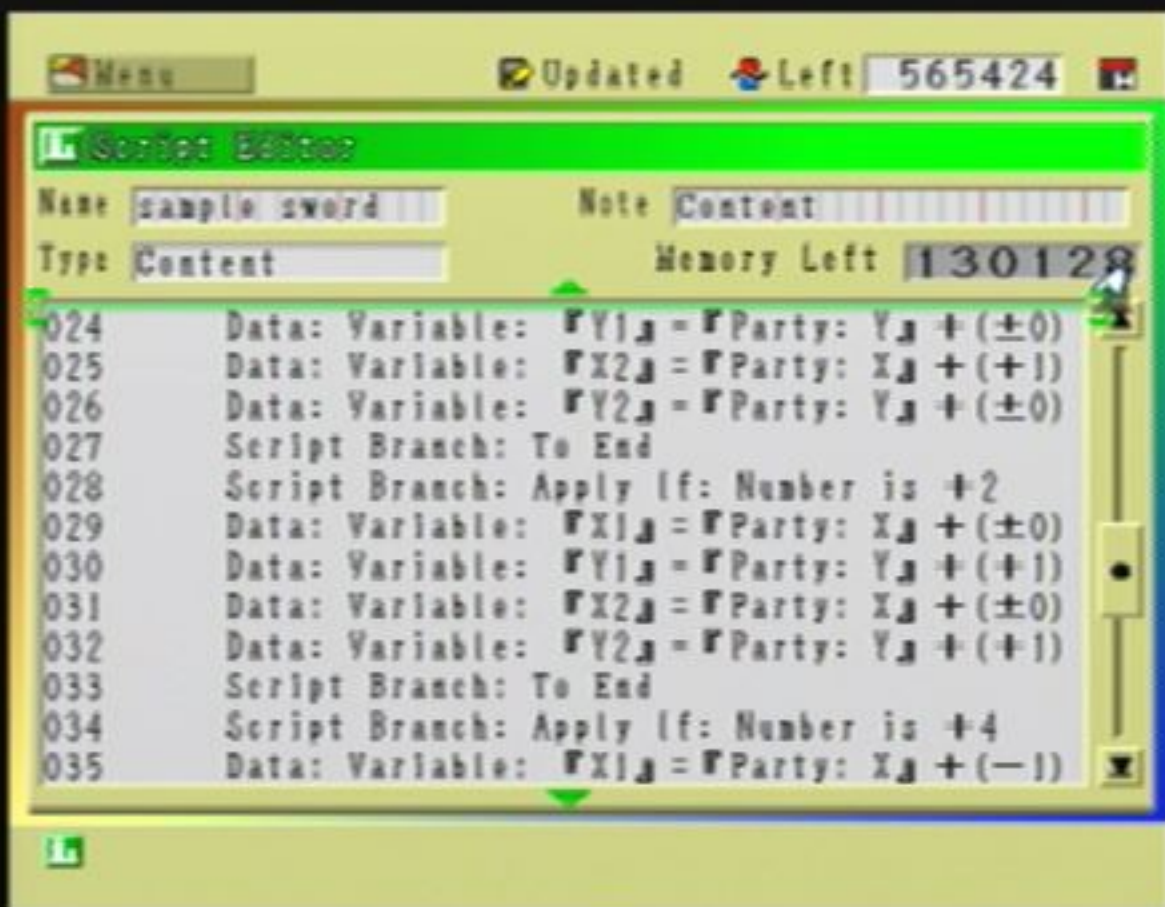 Menu
Updated
Left 565424
Script Editor
Name sample sword
Note Content
Type Content
Memory Left 130128
024 Data: Variable: 『Y1』=『Party: Y』+(±0)
025 Data: Variable: 『X2』=『Party: X』+(+1)
026 Data: Variable: 『Y2』=『Party: Y』+(±0)
027 Script Branch: To End
028 Script Branch: Apply if: Number is +2
029 Data: Variable: 『X1』=『Party: X』+(±0)
030 Data: Variable: 『Y1』=『Party: Y』+(+1)
031 Data: Variable: 『X2』=『Party: X』+(±0)
032 Data: Variable: 『Y2』=『Party: Y』+(+1)
033 Script Branch: To End
034 Script Branch: Apply if: Number is +4
035 Data: Variable: 『X1』=『Party: X』+(−1)
L